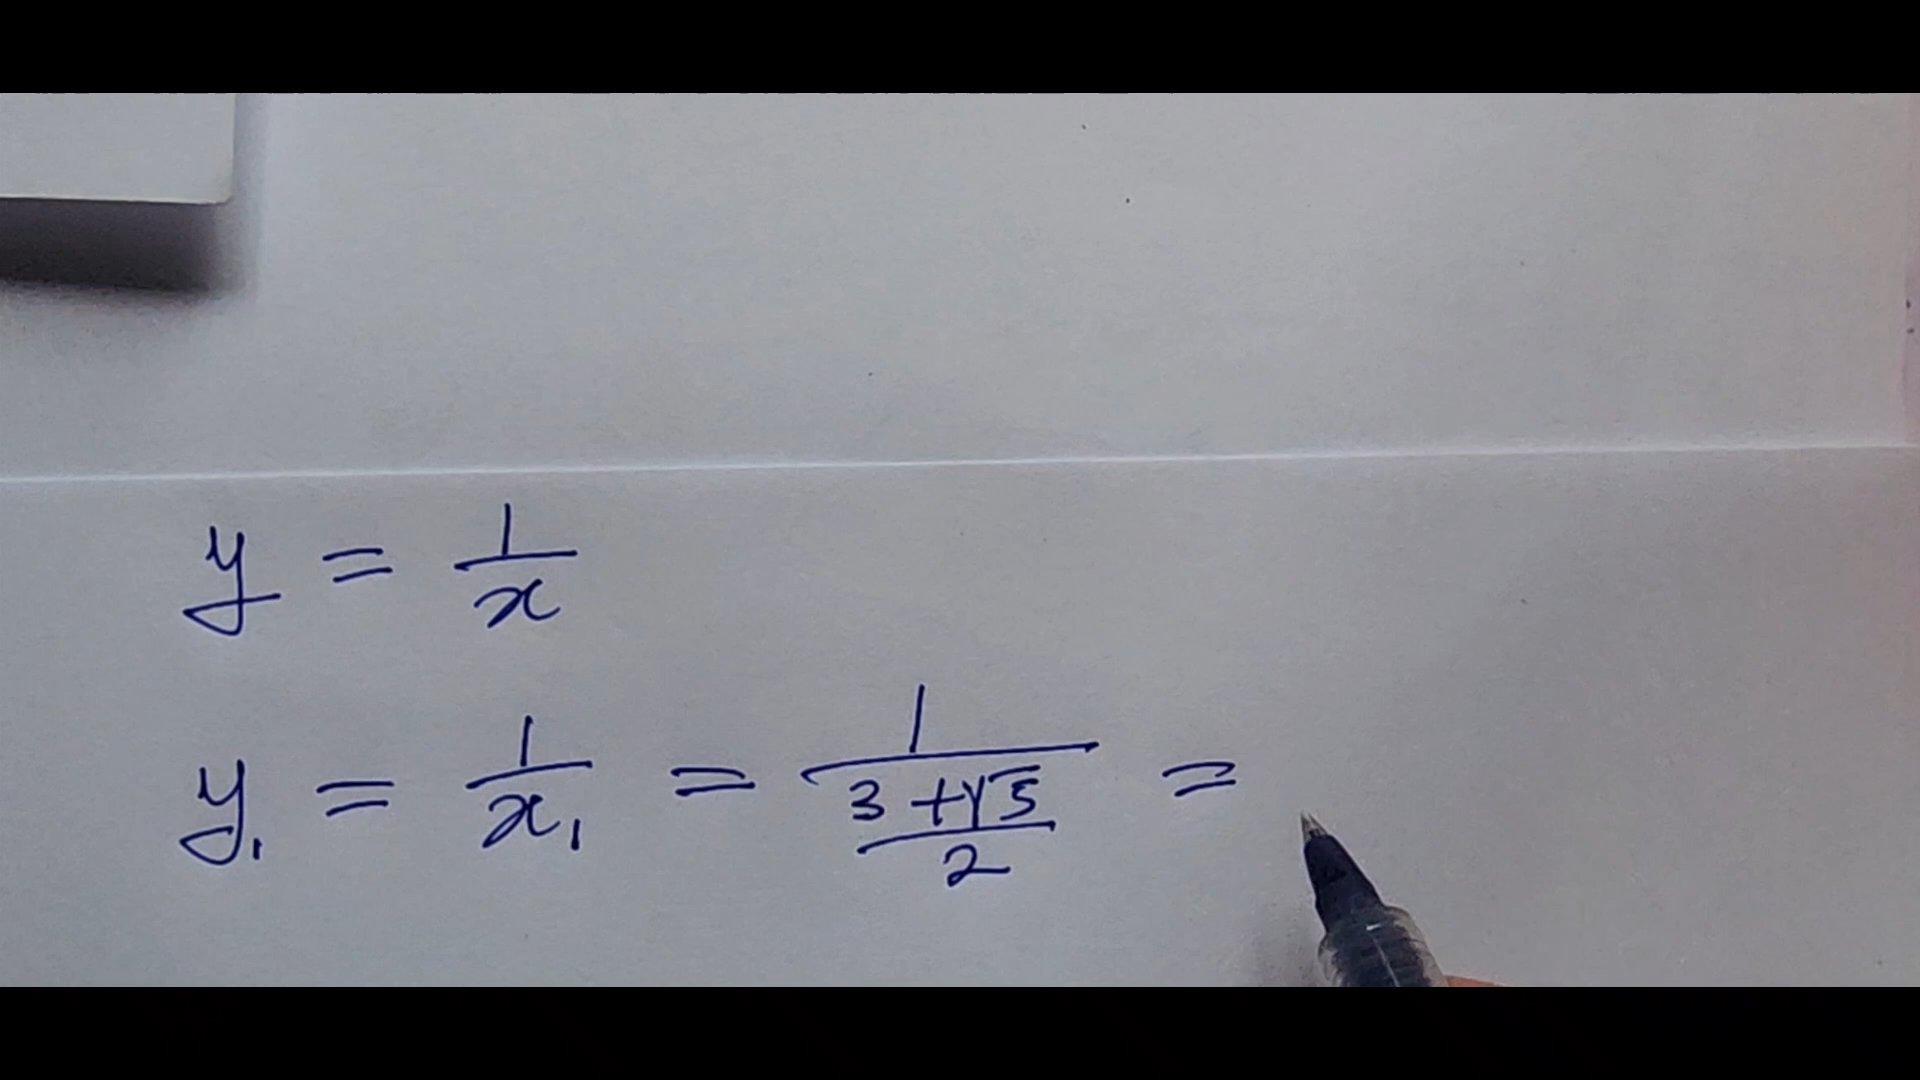 y = 1/x
y₁ = 1/x₁ = 1/((3+√5)/2) =